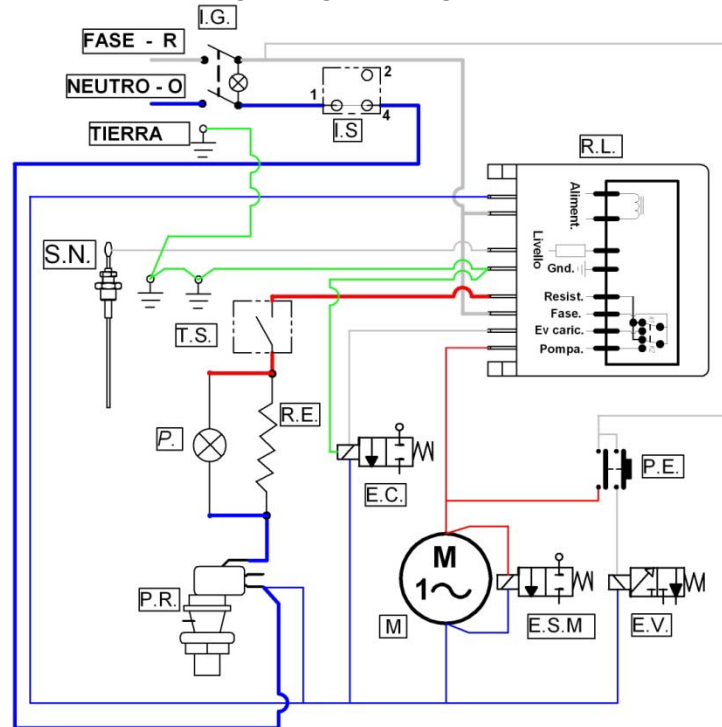 I.G.
FASE - R
NEUTRO - O
2
1
4
I.S
TIERRA
R.L.
Aliment.
S.N.
Livello
Gnd.
Resist.
Fase.
Ev caric.
Pompa.
T.S.
P.
R.E.
P.E.
E.C.
M
1~
P.R.
M
E.S.M
E.V.